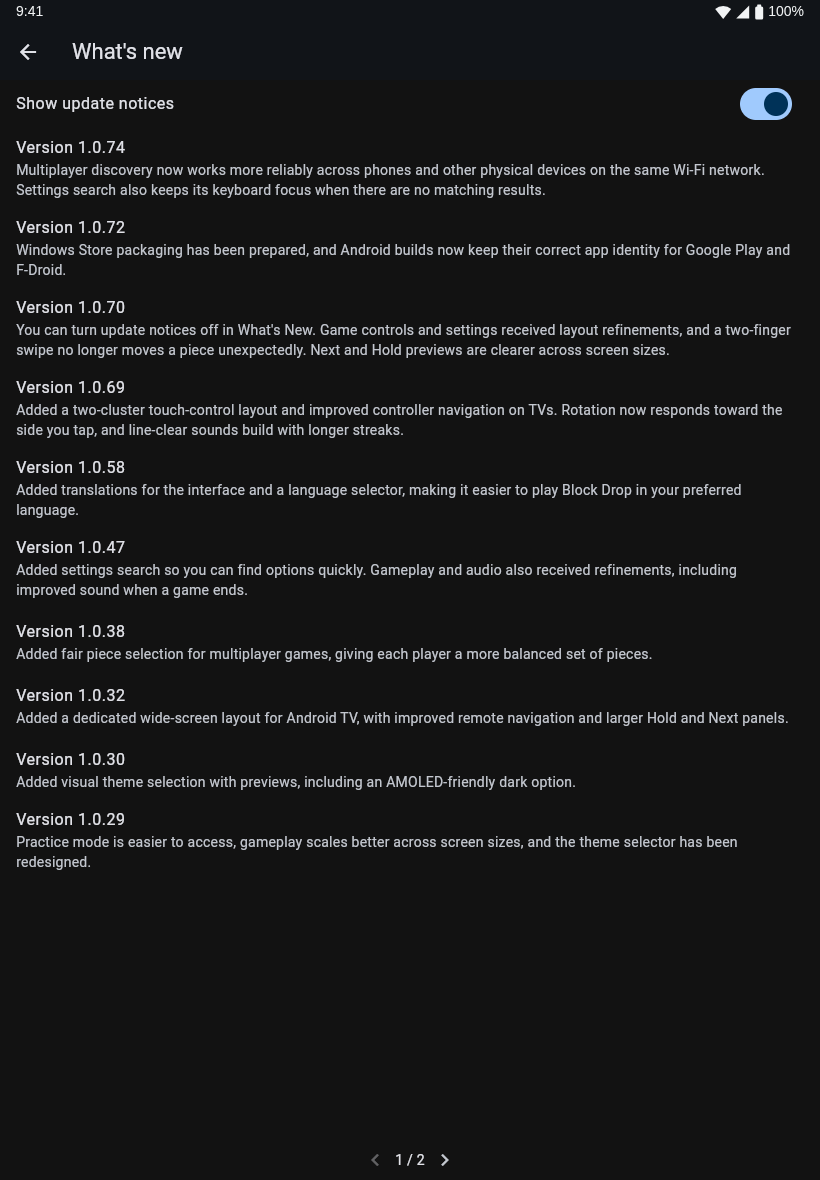 9:41
100%
What's new
Show update notices
Version 1.0.74
Multiplayer discovery now works more reliably across phones and other physical devices on the same Wi-Fi network.
Settings search also keeps its keyboard focus when there are no matching results.
Version 1.0.72
Windows Store packaging has been prepared, and Android builds now keep their correct app identity for Google Play and
F-Droid.
Version 1.0.70
You can turn update notices off in What's New. Game controls and settings received layout refinements, and a two-finger
swipe no longer moves a piece unexpectedly. Next and Hold previews are clearer across screen sizes.
Version 1.0.69
Added a two-cluster touch-control layout and improved controller navigation on TVs. Rotation now responds toward the
side you tap, and line-clear sounds build with longer streaks.
Version 1.0.58
Added translations for the interface and a language selector, making it easier to play Block Drop in your preferred
language.
Version 1.0.47
Added settings search so you can find options quickly. Gameplay and audio also received refinements, including
improved sound when a game ends.
Version 1.0.38
Added fair piece selection for multiplayer games, giving each player a more balanced set of pieces.
Version 1.0.32
Added a dedicated wide-screen layout for Android TV, with improved remote navigation and larger Hold and Next panels.
Version 1.0.30
Added visual theme selection with previews, including an AMOLED-friendly dark option.
Version 1.0.29
Practice mode is easier to access, gameplay scales better across screen sizes, and the theme selector has been
redesigned.
1 / 2